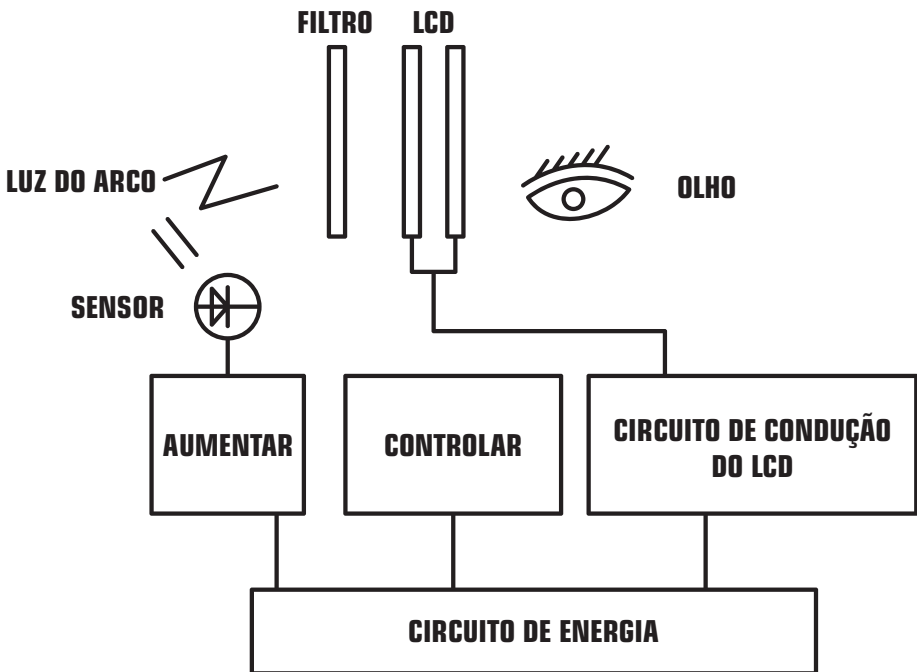 FILTRO
LCD
LUZ DO ARCO
OLHO
SENSOR
AUMENTAR
CONTROLAR
CIRCUITO DE CONDUÇÃO
DO LCD
CIRCUITO DE ENERGIA